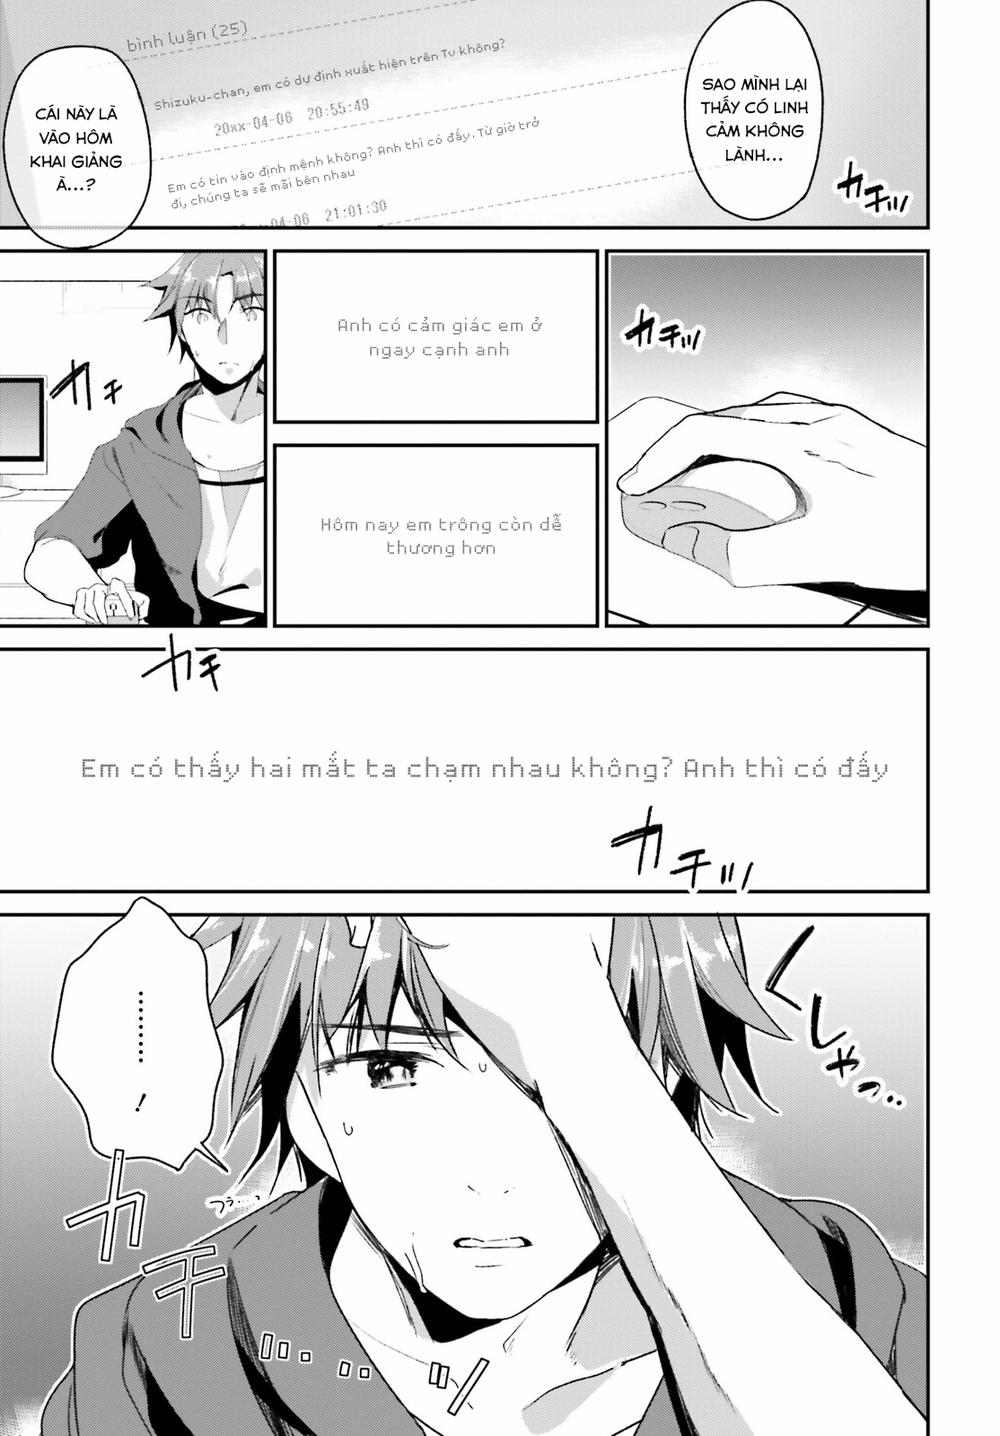 SAO MÌNH LẠI
THẤY CÓ LINH
CẢM KHÔNG
LÀNH...
カチッ
bình luận (25)
Shizuku-chan, em có dự định xuất hiện trên Tv không?
20xx-04-06 20:55:49
Em có tin vào định mệnh không? Anh thì có đấy. Từ giờ trở
đi, chúng ta sẽ mãi bên nhau
-04-06 21:01:30
CÁI NÀY LÀ
VÀO HÔM
KHAI GIẢNG
À...?
カチッ
Anh có cảm giác em ở
ngay cạnh anh
Hôm nay em trông còn dễ
thương hơn
カチ
カチ
Em có thấy hai mắt ta chạm nhau không? Anh thì có đấy
カチッ
くしゃっ‥
.........!
つぅ…
カチ